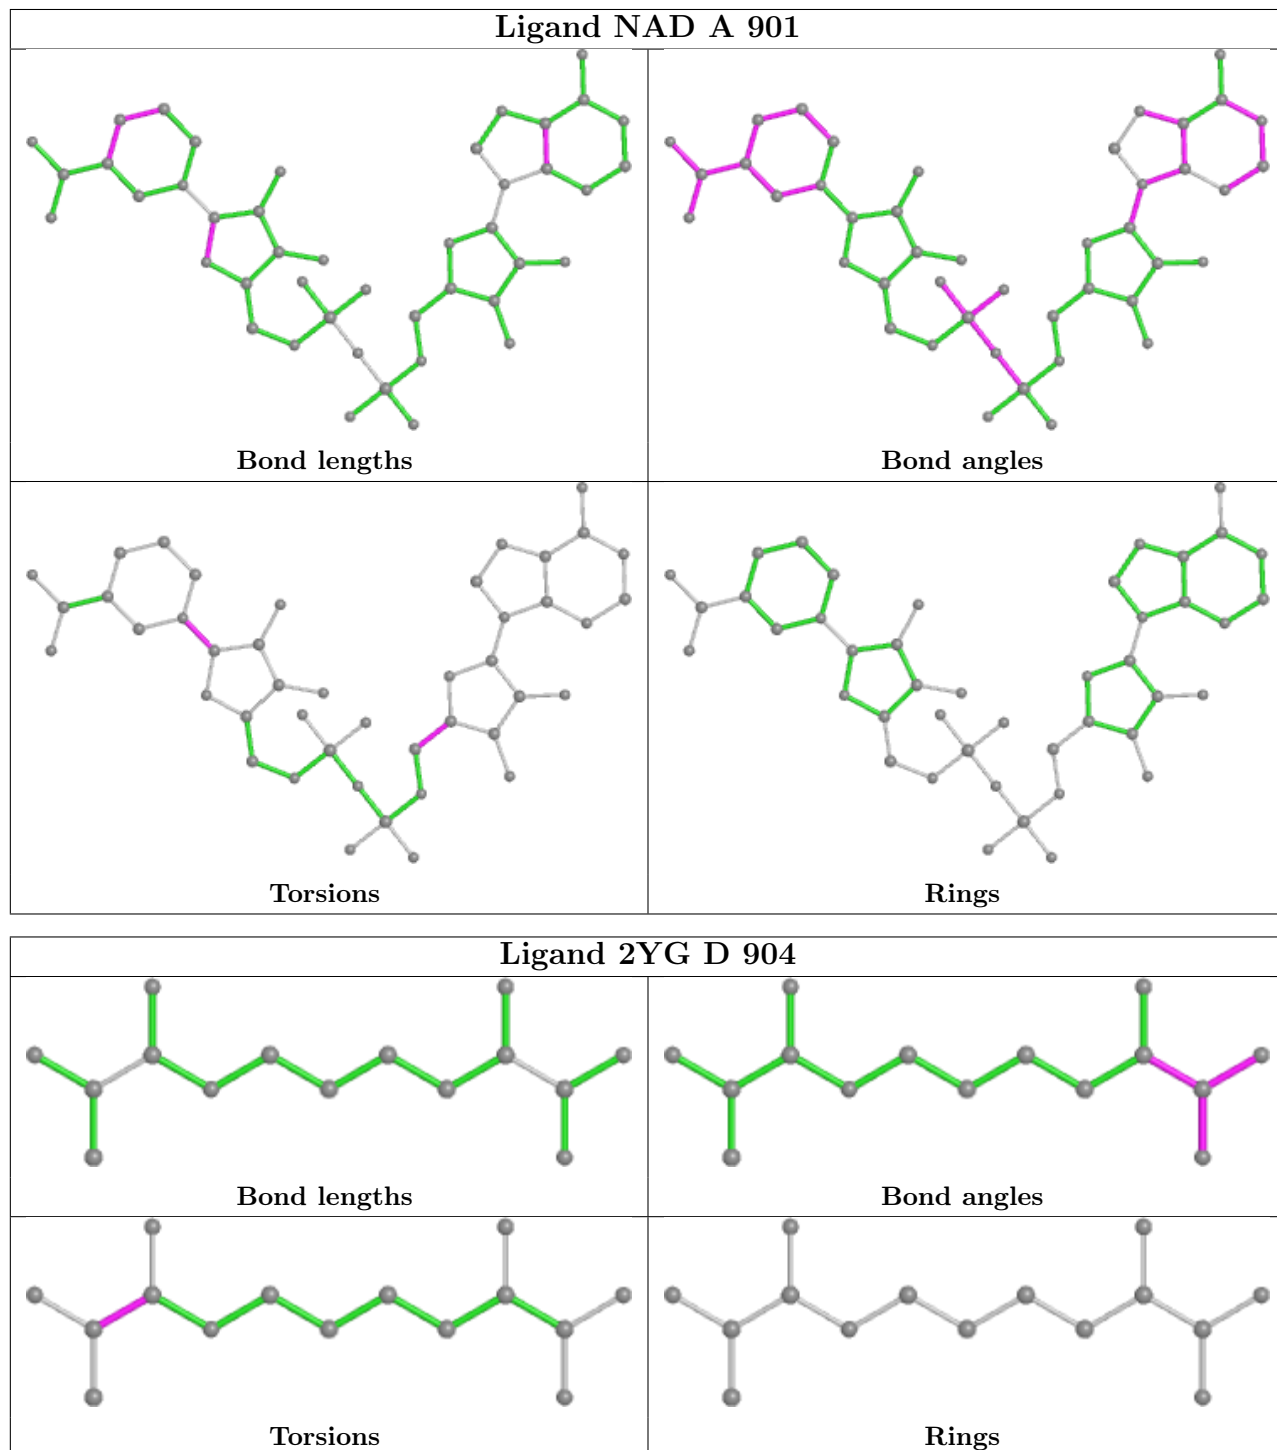 Ligand NAD A 901
Bond lengths
Bond angles
Torsions
Rings
Ligand 2YG D 904
Bond lengths
Bond angles
Torsions
Rings